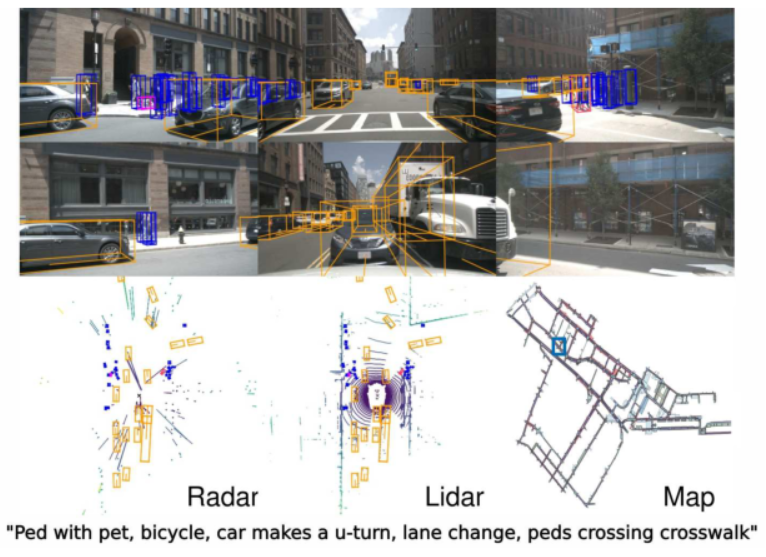 Radar
Lidar
Map
"Ped with pet, bicycle, car makes a u-turn, lane change, peds crossing crosswalk"